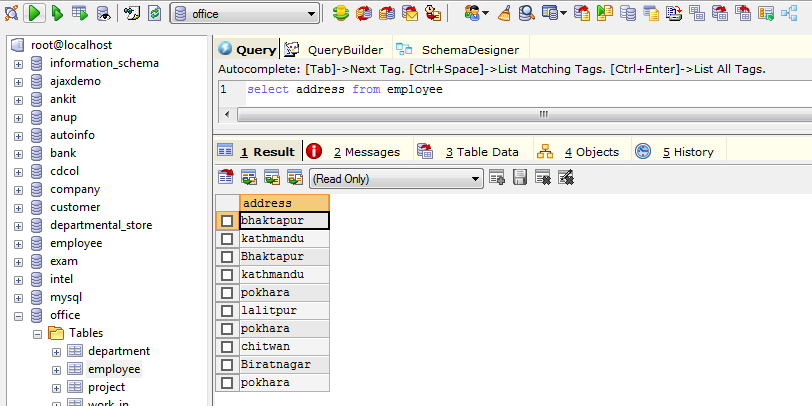 office
root@localhost
information_schema
ajaxdemo
ankit
anup
autoinfo
bank
cdcol
company
customer
departmental_store
employee
exam
intel
mysql
office
Tables
department
employee
project
work_in
Query QueryBuilder SchemaDesigner
Autocomplete: [Tab]->Next Tag. [Ctrl+Space]->List Matching Tags. [Ctrl+Enter]->List All Tags.
1 select address from employee
1 Result 2 Messages 3 Table Data 4 Objects 5 History
(Read Only)
address
bhaktapur
kathmandu
Bhaktapur
kathmandu
pokhara
lalitpur
pokhara
chitwan
Biratnagar
pokhara